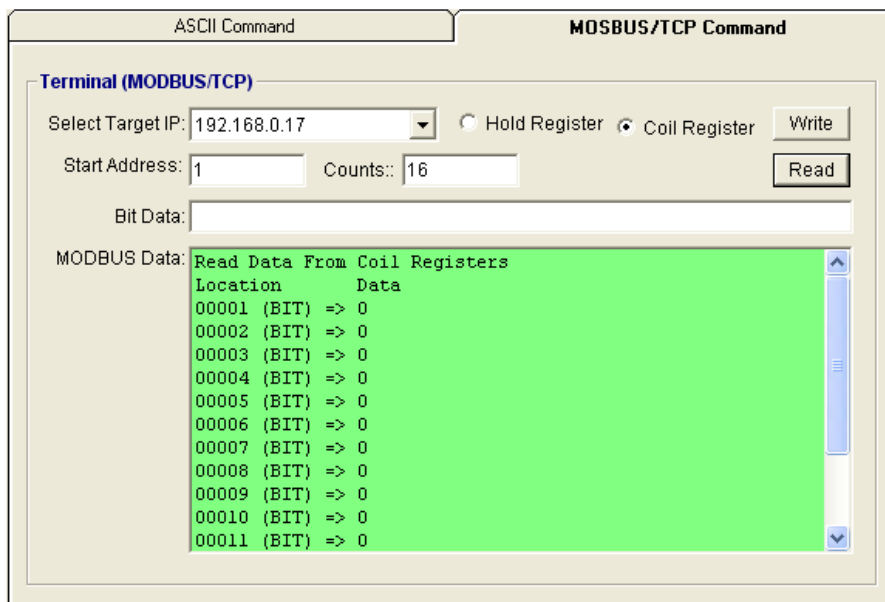 ASCII Command MOSBUS/TCP Command
Terminal (MODBUS/TCP)
Select Target IP: 192.168.0.17 Hold Register Coil Register Write
Start Address: 1 Counts:: 16 Read
Bit Data:
MODBUS Data: Read Data From Coil Registers
Location Data
00001 (BIT) => 0
00002 (BIT) => 0
00003 (BIT) => 0
00004 (BIT) => 0
00005 (BIT) => 0
00006 (BIT) => 0
00007 (BIT) => 0
00008 (BIT) => 0
00009 (BIT) => 0
00010 (BIT) => 0
00011 (BIT) => 0